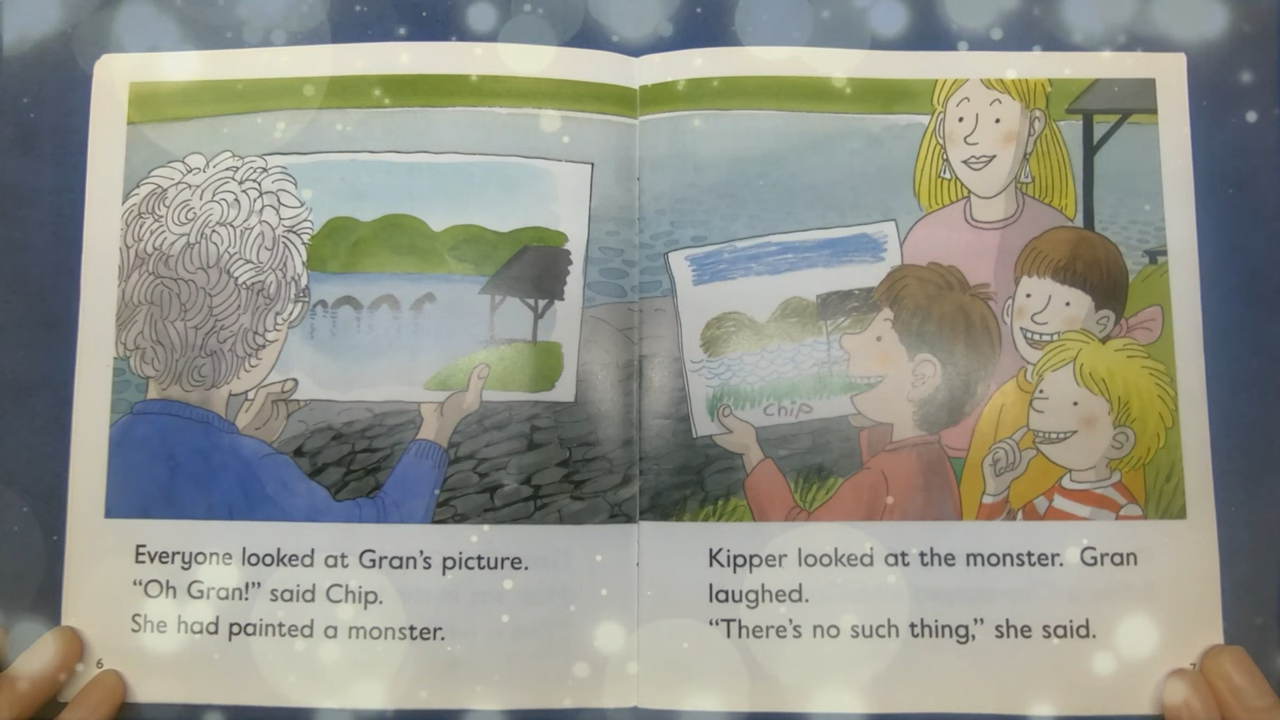 Chip
Everyone looked at Gran's picture.
“Oh Gran!” said Chip.
She had painted a monster.
6
Kipper looked at the monster. Gran
laughed.
“There's no such thing,” she said.
7